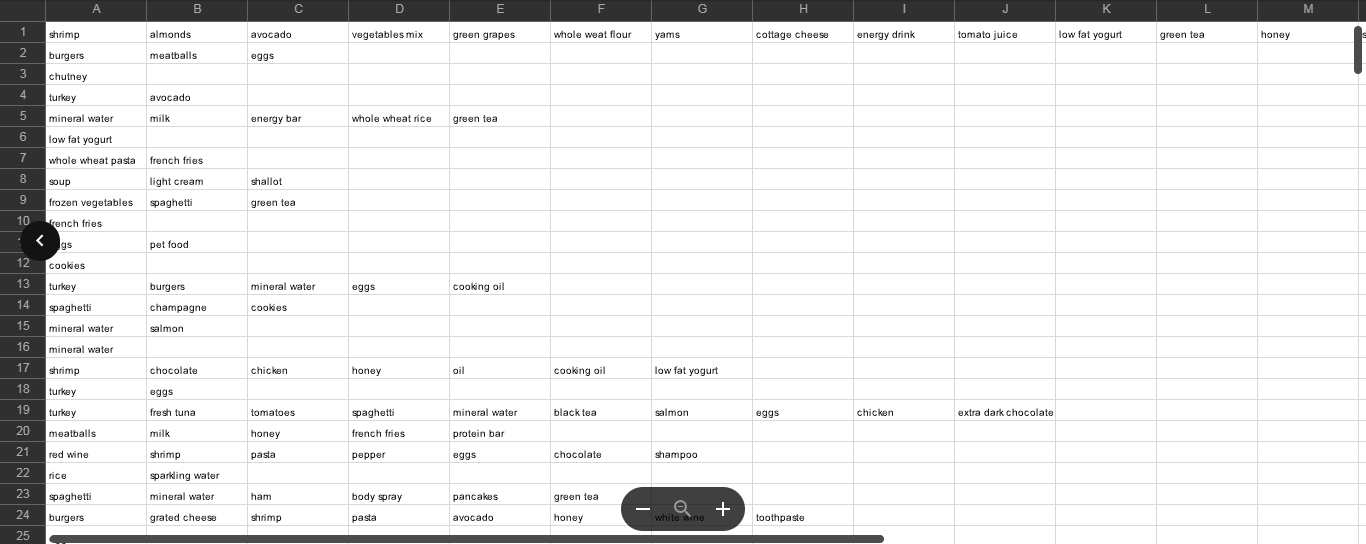 A B C D E F G H I J K L M
1 shrimp almonds avocado vegetables mix green grapes whole weat flour yams cottage cheese energy drink tomato juice low fat yogurt green tea honey
2 burgers meatballs eggs
3 chutney
4 turkey avocado
5 mineral water milk energy bar whole wheat rice green tea
6 low fat yogurt
7 whole wheat pasta french fries
8 soup light cream shallot
9 frozen vegetables spaghetti green tea
10 french fries
pet food
12 cookies
13 turkey burgers mineral water eggs cooking oil
14 spaghetti champagne cookies
15 mineral water salmon
16 mineral water
17 shrimp chocolate chicken honey oil cooking oil low fat yogurt
18 turkey eggs
19 turkey fresh tuna tomatoes spaghetti mineral water black tea salmon eggs chicken extra dark chocolate
20 meatballs milk honey french fries protein bar
21 red wine shrimp pasta pepper eggs chocolate shampoo
22 rice sparkling water
23 spaghetti mineral water ham body spray pancakes green tea
24 burgers grated cheese shrimp pasta avocado honey white wine toothpaste
25